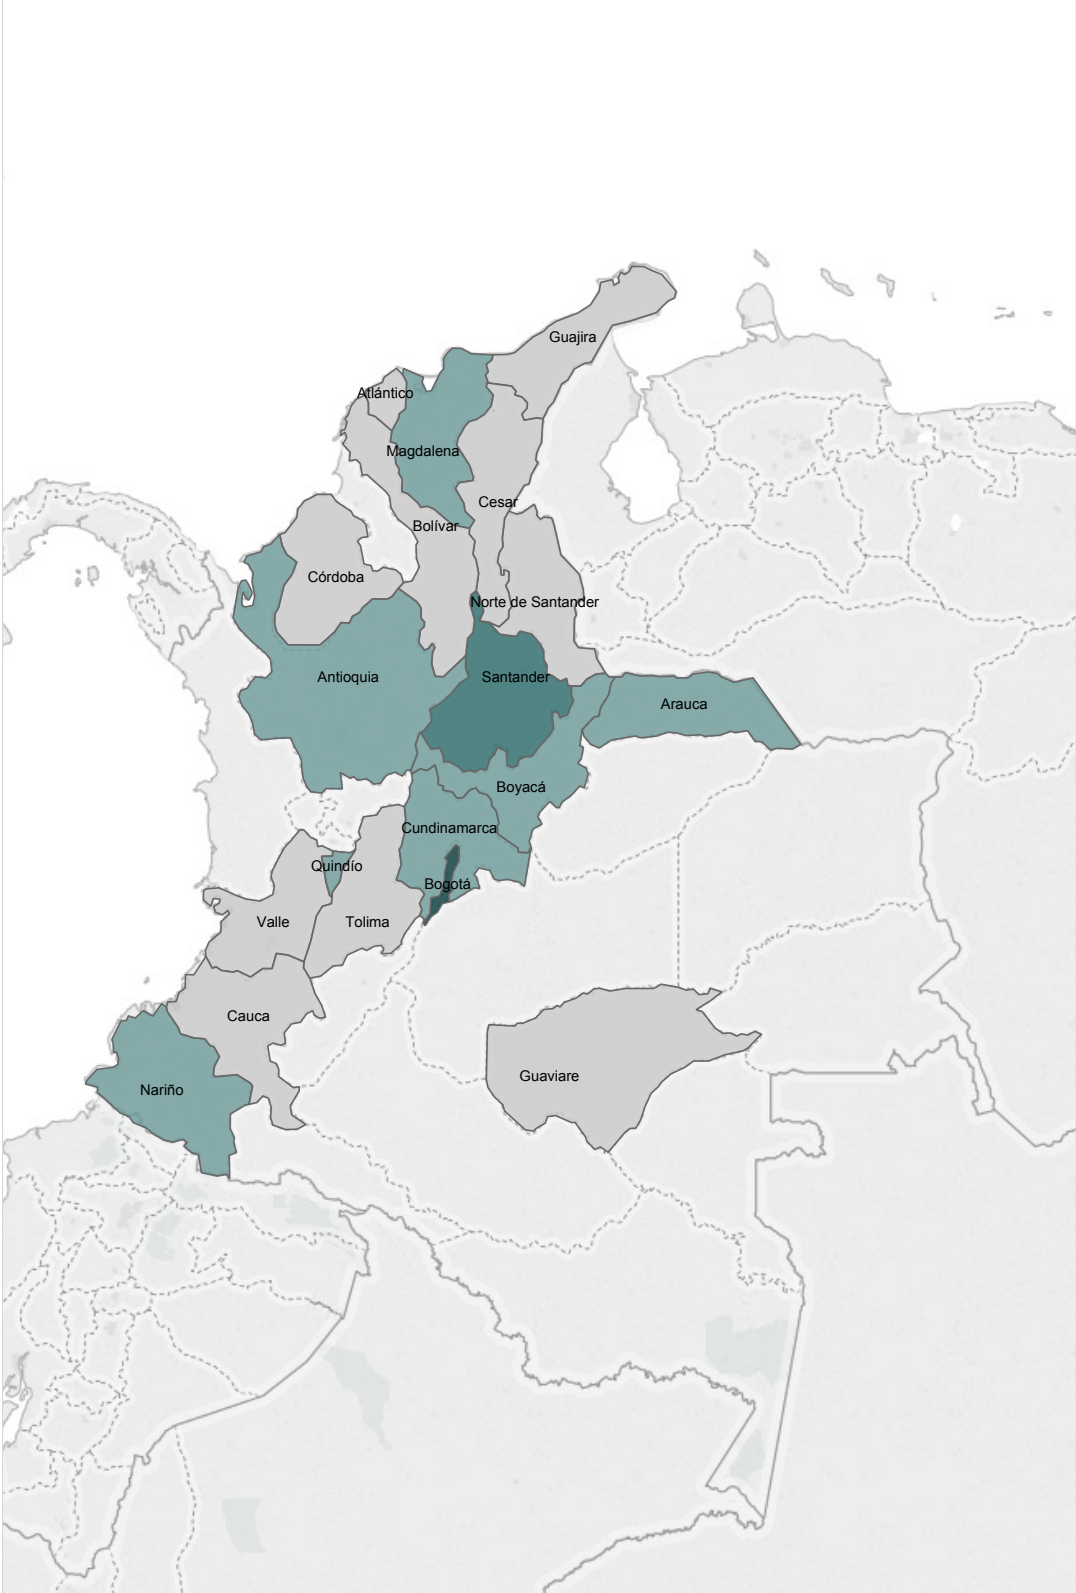 Guajira
Atlántico
Magdalena
Cesar
Bolívar
Córdoba
Norte de Santander
Antioquia
Santander
Arauca
Boyacá
Cundinamarca
Quindío
Bogotá
Valle
Tolima
Cauca
Guaviare
Nariño